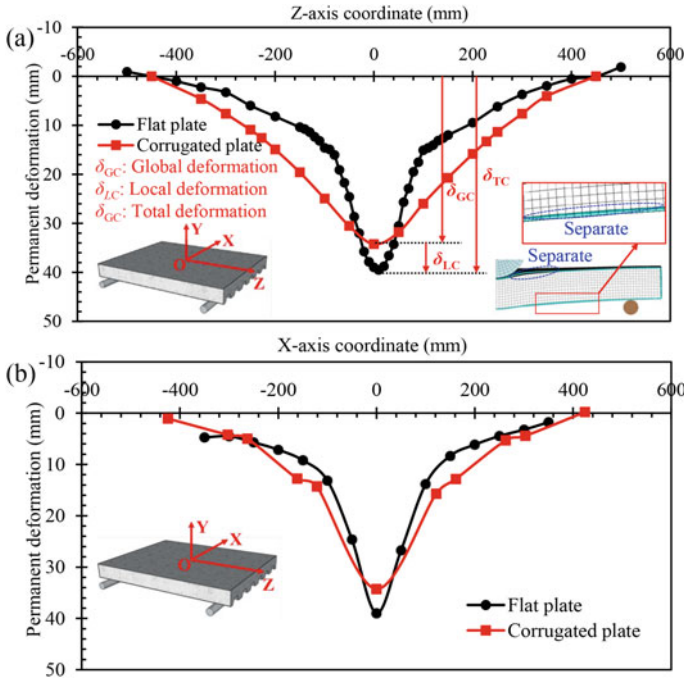 Z-axis coordinate (mm)
(a)
-600 -400 -200 0 200 400 600
-10
0
10
20
30
40
50
Permanent deformation (mm)
Flat plate
Corrugated plate
δGC: Global deformation
δLC: Local deformation
δGC: Total deformation
Y
X
O
Z
δGC
δTC
δLC
Separate
Separate
X-axis coordinate (mm)
(b)
-600 -400 -200 0 200 400 600
-10
0
10
20
30
40
50
Permanent deformation (mm)
Y
X
O
Z
Flat plate
Corrugated plate